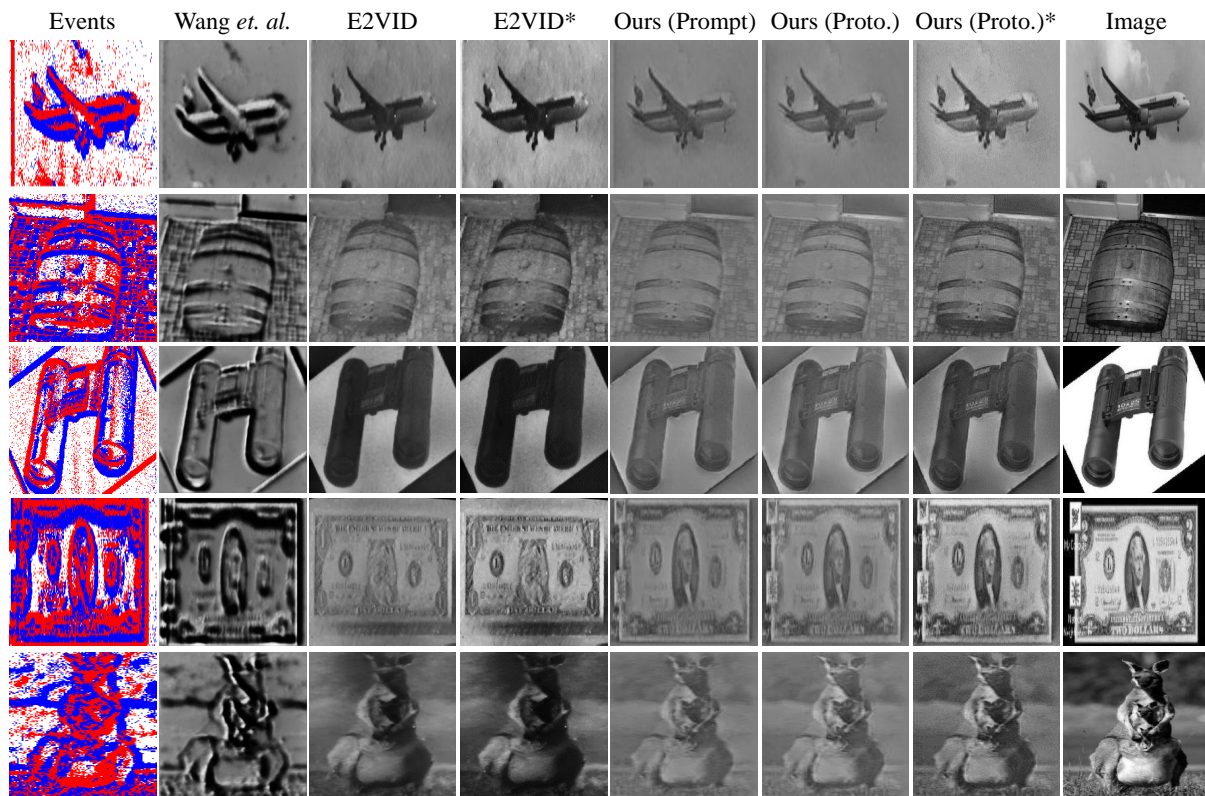 Events Wang et. al. E2VID E2VID* Ours (Prompt) Ours (Proto.) Ours (Proto.)* Image
TWO DOLLARS